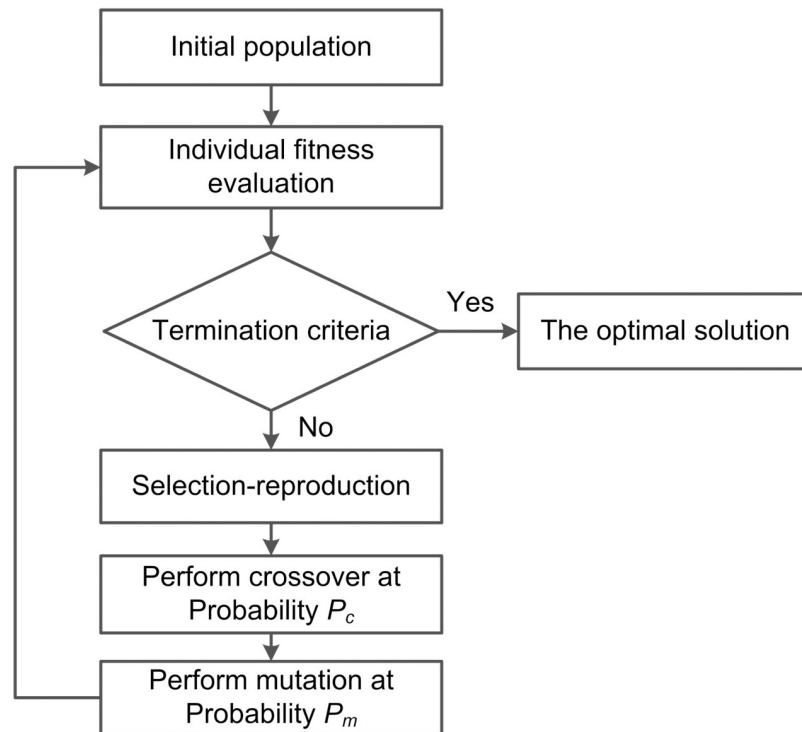 Initial population
Individual fitness
evaluation
Termination criteria
Yes
The optimal solution
No
Selection-reproduction
Perform crossover at
Probability Pc
Perform mutation at
Probability Pm